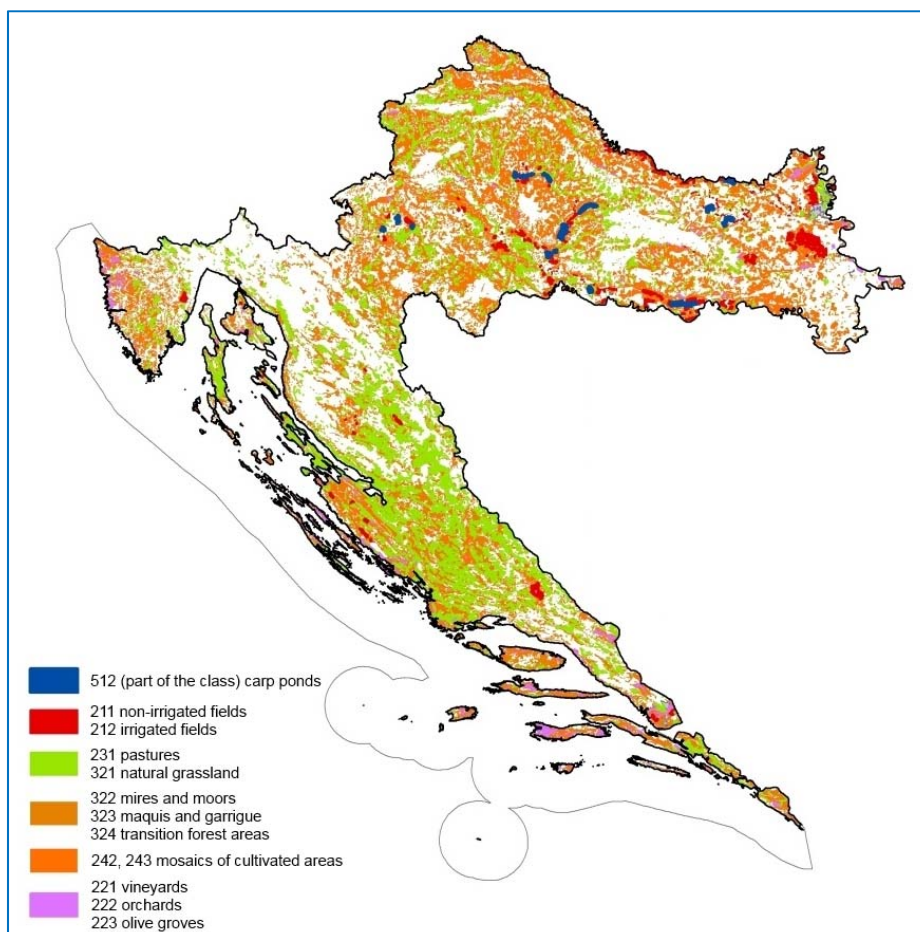 512 (part of the class) carp ponds
211 non-irrigated fields
212 irrigated fields
231 pastures
321 natural grassland
322 mires and moors
323 maquis and garrigue
324 transition forest areas
242, 243 mosaics of cultivated areas
221 vineyards
222 orchards
223 olive groves